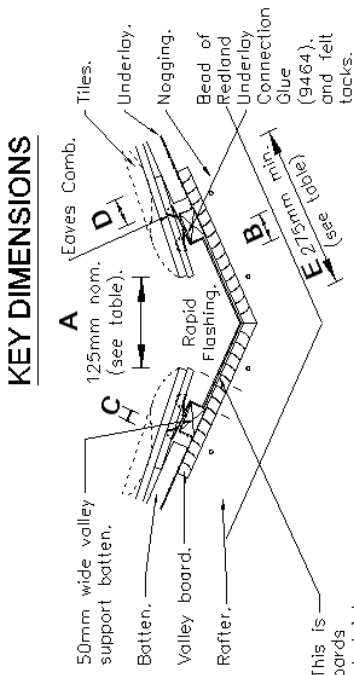 KEY DIMENSIONS
A
125mm nom.
(see table).
50mm wide valley
support batten.
Batten.
Valley board.
Rafter.
C
Eaves Comb.
D
Tiles.
Underlay.
Nogging.
Bead of
Redland
Underlay
Connection
Glue
(9464).
and felt
tacks.
Rapid
Flashing.
B
E 275mm min.
(see table)
This is
oards